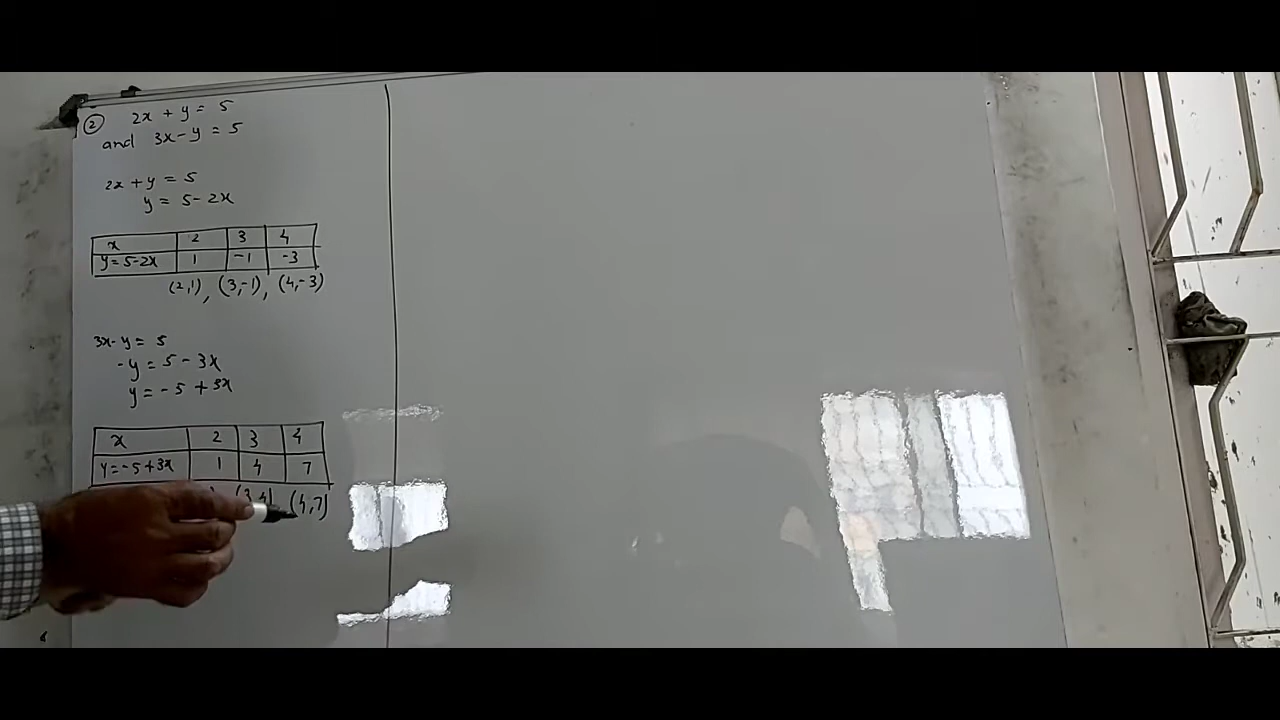 ② 2x + y = 5
and 3x - y = 5
2x + y = 5
y = 5 - 2x
x 2 3 4
y = 5 - 2x 1 -1 -3
(2,1), (3,-1), (4,-3)
3x - y = 5
-y = 5 - 3x
y = -5 + 3x
x 2 3 4
y = -5 + 3x 1 4 7
(3,4) (4,7)